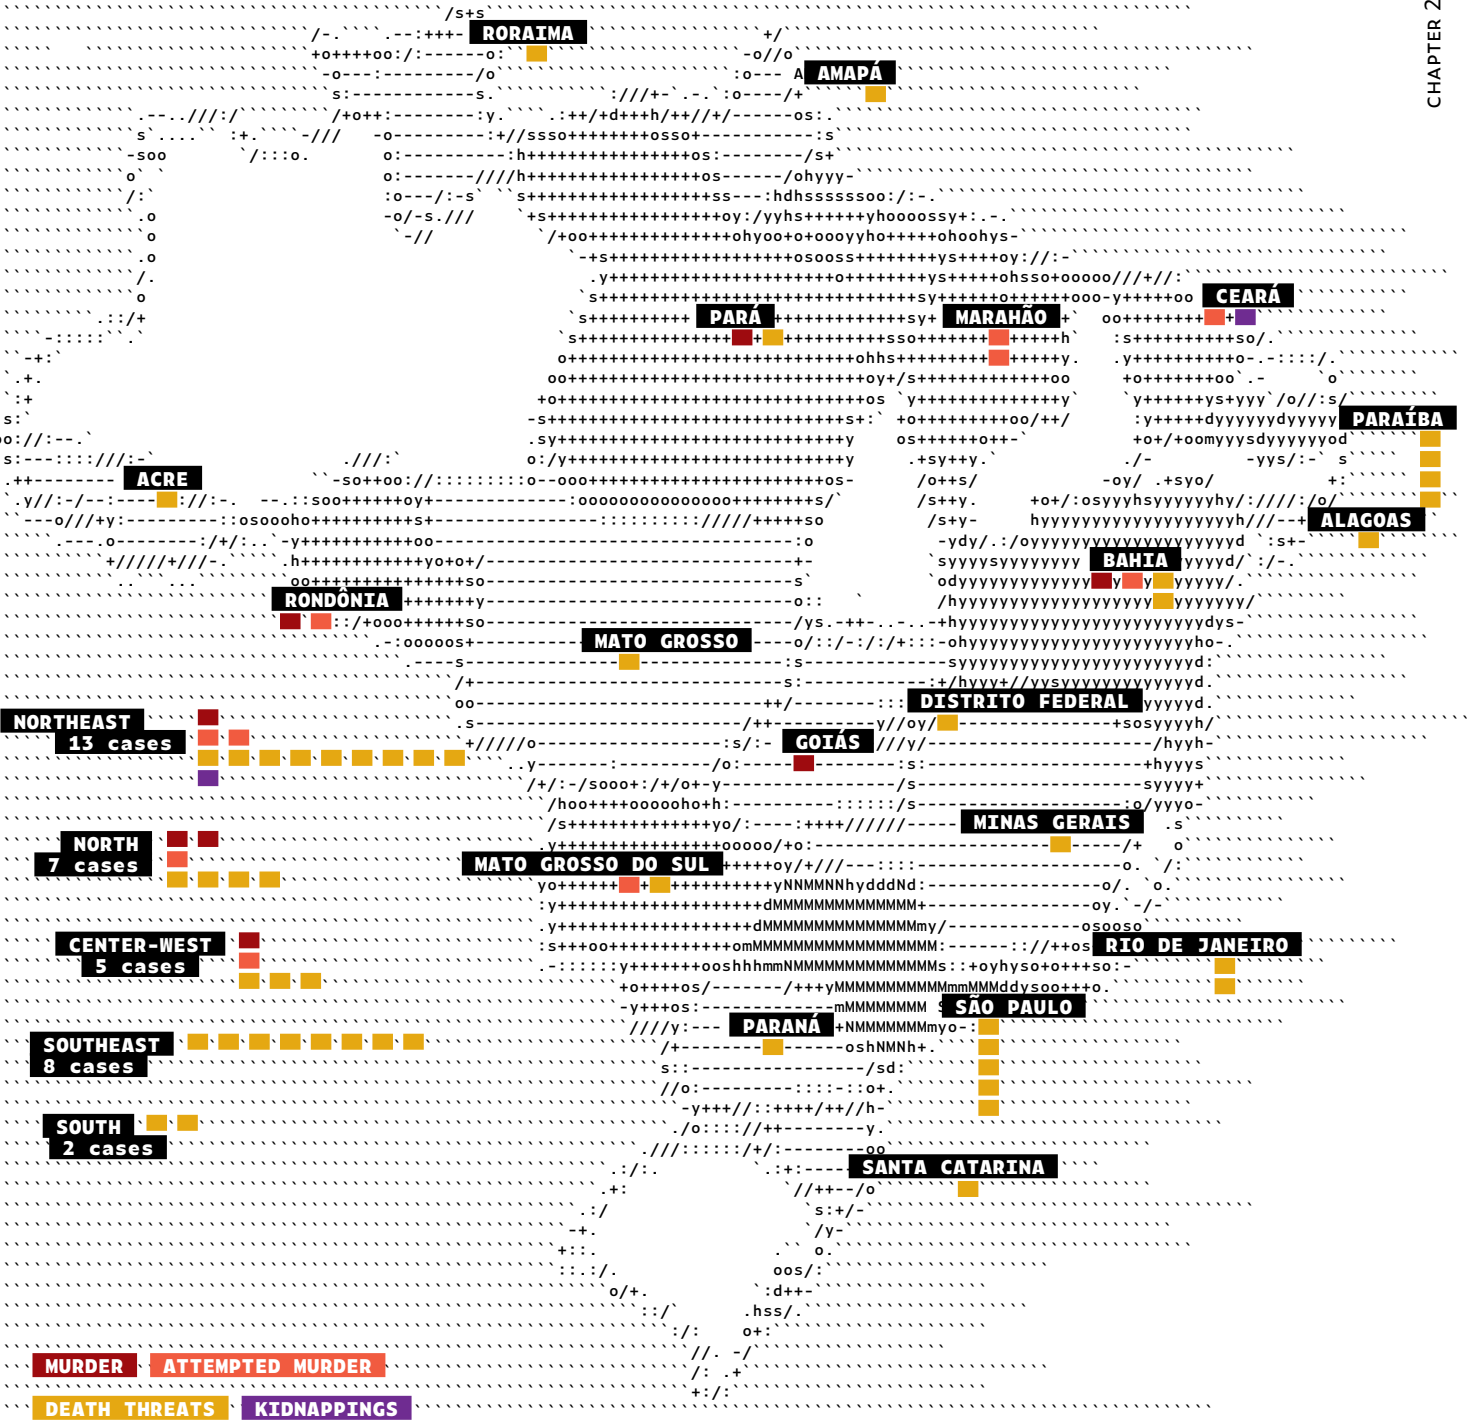 CHAPTER 2
RORAIMA
AMAPÁ
CEARÁ
PARÁ
MARAHÃO
PARAÍBA
ACRE
ALAGOAS
BAHIA
RONDÔNIA
MATO GROSSO
DISTRITO FEDERAL
NORTHEAST
13 cases
GOIÁS
MINAS GERAIS
NORTH
7 cases
MATO GROSSO DO SUL
CENTER-WEST
5 cases
RIO DE JANEIRO
SÃO PAULO
PARANÁ
SOUTHEAST
8 cases
SOUTH
2 cases
SANTA CATARINA
MURDER
ATTEMPTED MURDER
DEATH THREATS
KIDNAPPINGS